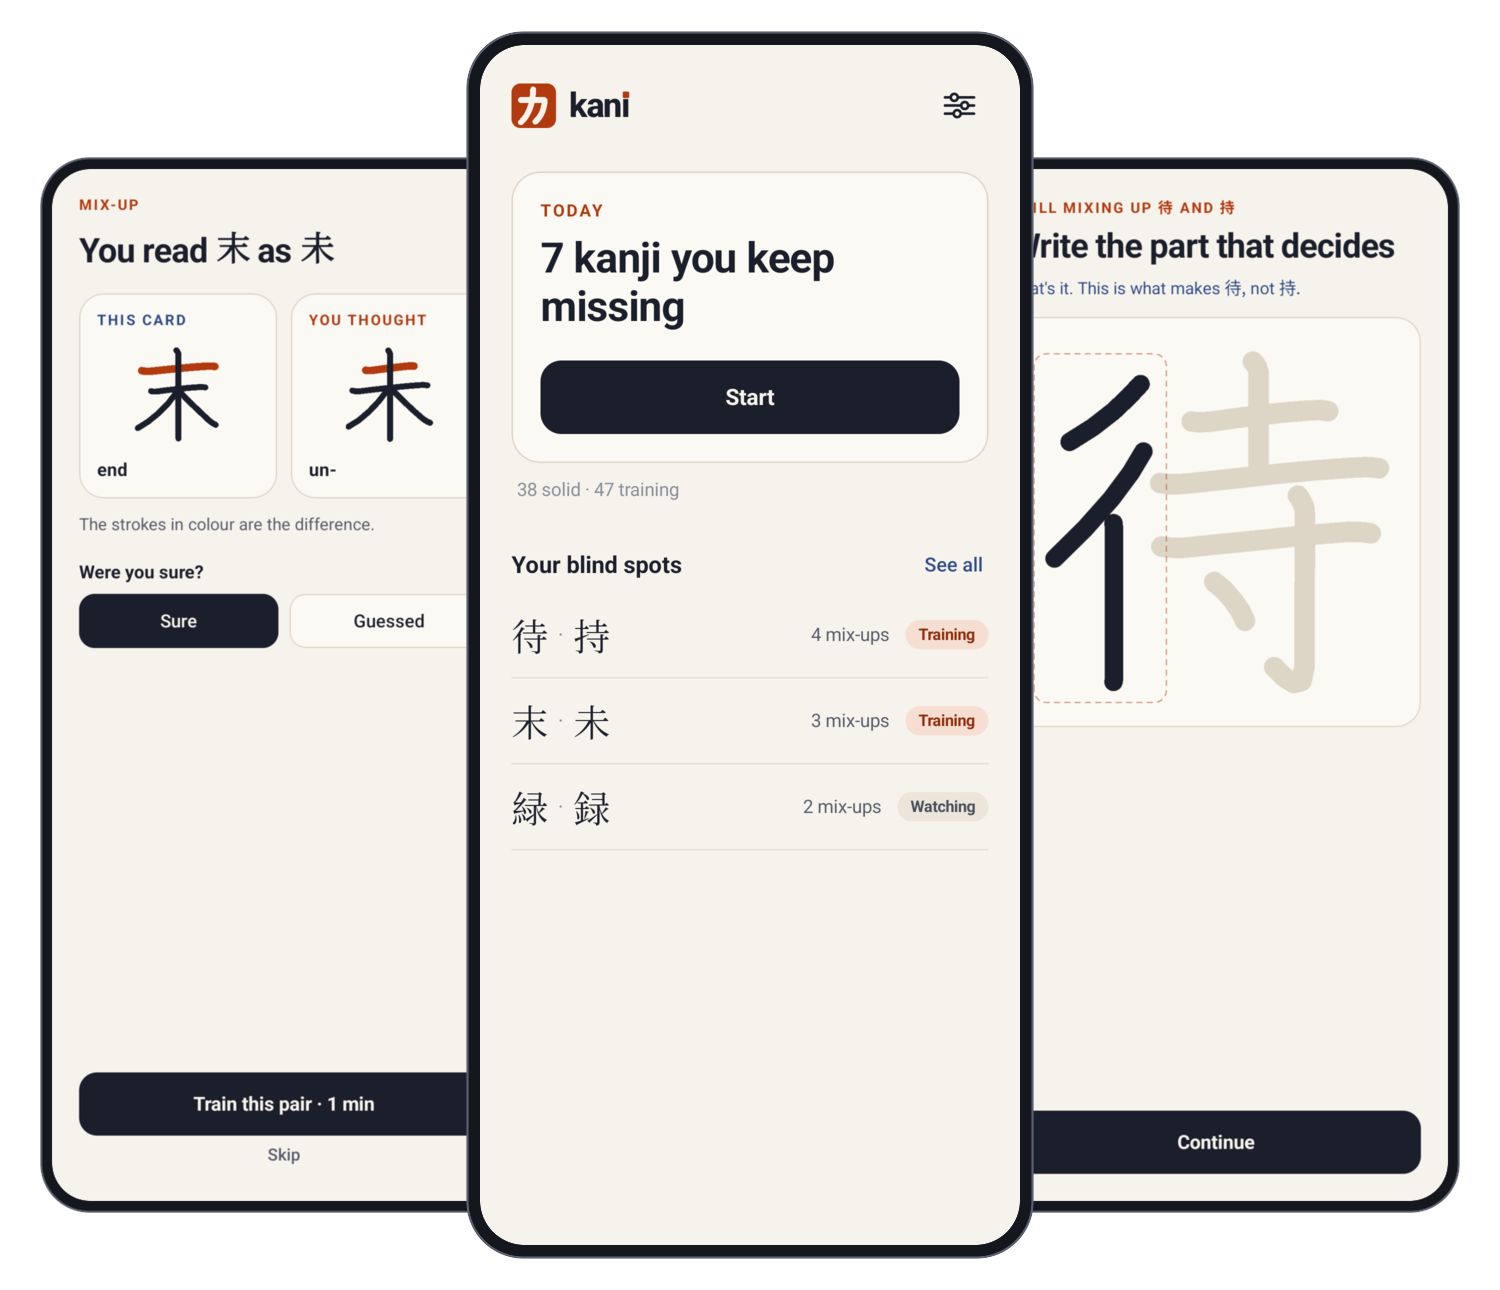 MIX-UP
You read 末 as 未
THIS CARD
YOU THOUGHT
末
未
end
un-
The strokes in colour are the difference.
Were you sure?
Sure
Guessed
Train this pair · 1 min
Skip
カ kani
TODAY
7 kanji you keep
missing
Start
38 solid · 47 training
Your blind spots
See all
待 · 持
4 mix-ups
Training
末 · 未
3 mix-ups
Training
緑 · 録
2 mix-ups
Watching
MIXING UP 待 AND 持
the part that decides
it. This is what makes 待, not 持.
待
Continue